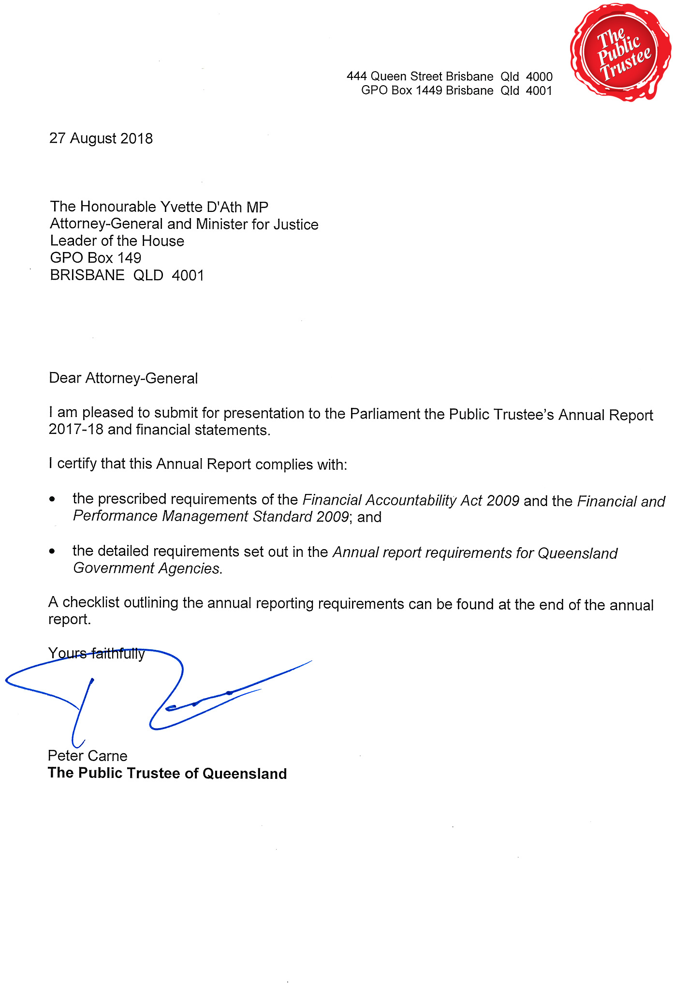 The
Public
Trustee
444 Queen Street Brisbane  Qld  4000
GPO Box 1449 Brisbane  Qld  4001
27 August 2018
The Honourable Yvette D'Ath MP
Attorney-General and Minister for Justice
Leader of the House
GPO Box 149
BRISBANE  QLD  4001
Dear Attorney-General
I am pleased to submit for presentation to the Parliament the Public Trustee’s Annual Report
2017-18 and financial statements.
I certify that this Annual Report complies with:
• the prescribed requirements of the Financial Accountability Act 2009 and the Financial and
Performance Management Standard 2009; and
• the detailed requirements set out in the Annual report requirements for Queensland
Government Agencies.
A checklist outlining the annual reporting requirements can be found at the end of the annual
report.
Yours faithfully
Peter Carne
The Public Trustee of Queensland